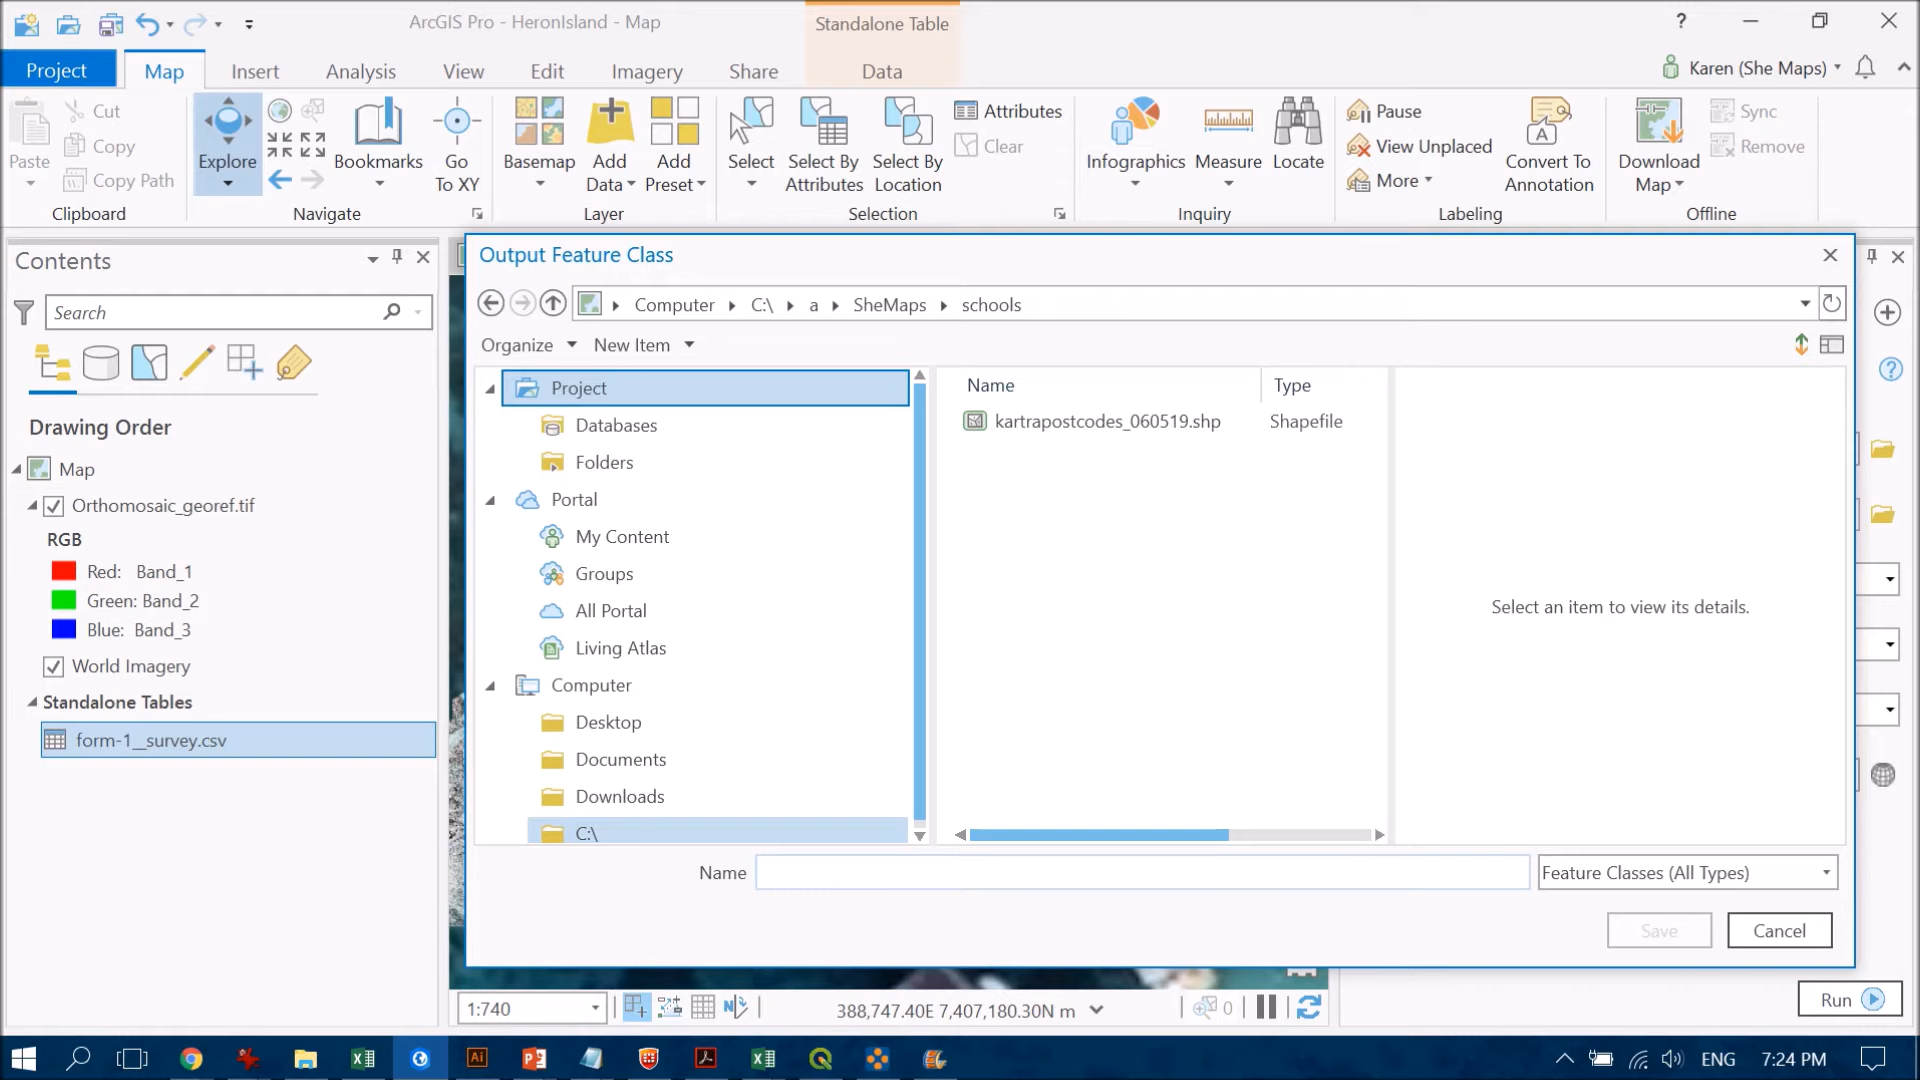 ArcGIS Pro - HeronIsland - Map
Standalone Table
?
Project
Map
Insert
Analysis
View
Edit
Imagery
Share
Data
Karen (She Maps)
Paste
Cut
Copy
Copy Path
Clipboard
Explore
Bookmarks
Go
To XY
Navigate
Basemap
Add
Data
Add
Preset
Layer
Select
Select By
Attributes
Select By
Location
Attributes
Clear
Selection
Infographics
Measure
Locate
Inquiry
Pause
View Unplaced
More
Convert To
Annotation
Labeling
Download
Map
Sync
Remove
Offline
Contents
Search
Drawing Order
Map
Orthomosaic_georef.tif
RGB
Red: Band_1
Green: Band_2
Blue: Band_3
World Imagery
Standalone Tables
form-1__survey.csv
Output Feature Class
Computer
C:\
a
SheMaps
schools
Organize
New Item
Project
Databases
Folders
Portal
My Content
Groups
All Portal
Living Atlas
Computer
Desktop
Documents
Downloads
C:\
Name
Type
kartrapostcodes_060519.shp
Shapefile
Select an item to view its details.
Name
Feature Classes (All Types)
Save
Cancel
1:740
388,747.40E 7,407,180.30N m
0
Run
Ai
ENG
7:24 PM